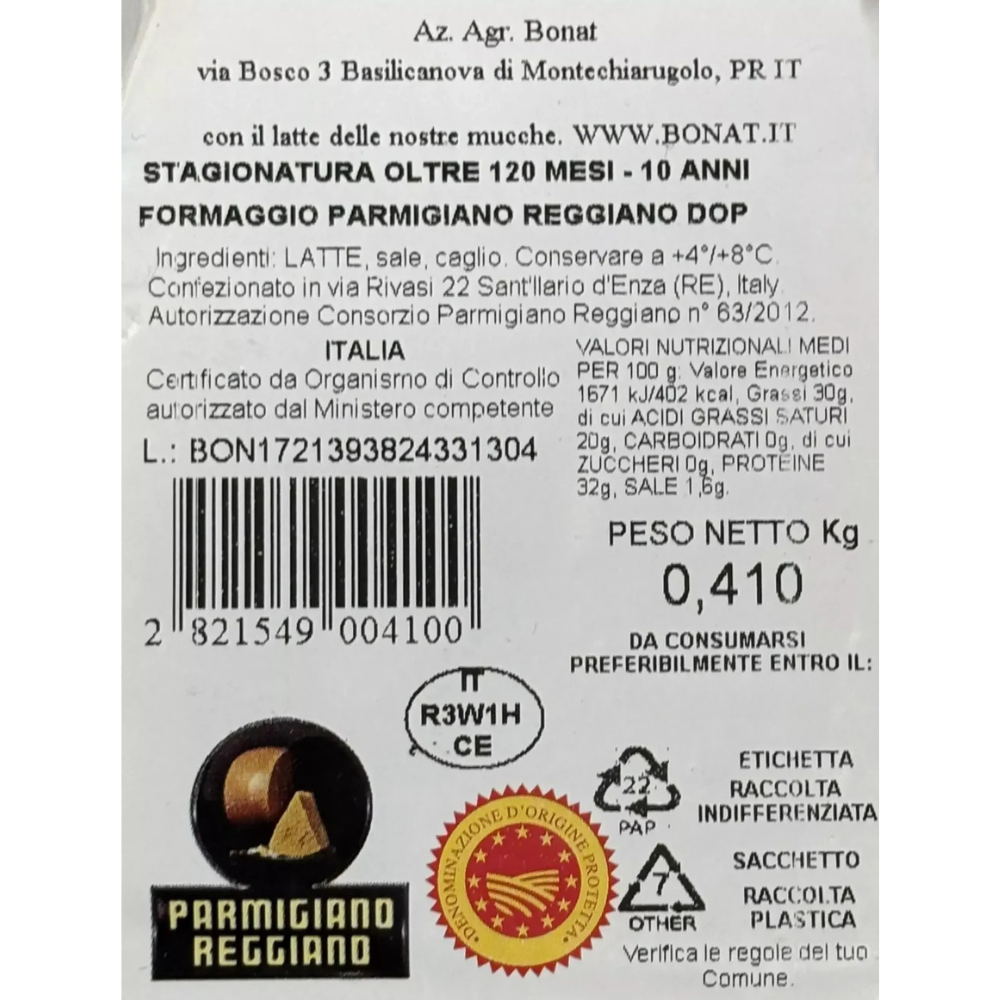 Az. Agr. Bonat
via Bosco 3 Basilicanova di Montechiarugolo, PR IT
con il latte delle nostre mucche. WWW.BONAT.IT
STAGIONATURA OLTRE 120 MESI - 10 ANNI
FORMAGGIO PARMIGIANO REGGIANO DOP
Ingredienti: LATTE, sale, caglio. Conservare a +4°/+8°C.
Confezionato in via Rivasi 22 Sant'Ilario d'Enza (RE), Italy.
Autorizzazione Consorzio Parmigiano Reggiano n° 63/2012.
ITALIA
Certificato da Organismo di Controllo
autorizzato dal Ministero competente
L.: BON1721393824331304
VALORI NUTRIZIONALI MEDI
PER 100 g: Valore Energetico
1671 kJ/402 kcal, Grassi 30g,
di cui ACIDI GRASSI SATURI
20g, CARBOIDRATI 0g, di cui
ZUCCHERI 0g, PROTEINE
32g, SALE 1,6g.
2 821549 004100
PESO NETTO Kg
0,410
DA CONSUMARSI
PREFERIBILMENTE ENTRO IL:
IT
R3W1H
CE
PARMIGIANO
REGGIANO
DENOMINAZIONE D'ORIGINE PROTETTA
22
PAP
ETICHETTA
RACCOLTA
INDIFFERENZIATA
7
OTHER
SACCHETTO
RACCOLTA
PLASTICA
Verifica le regole del tuo
Comune.